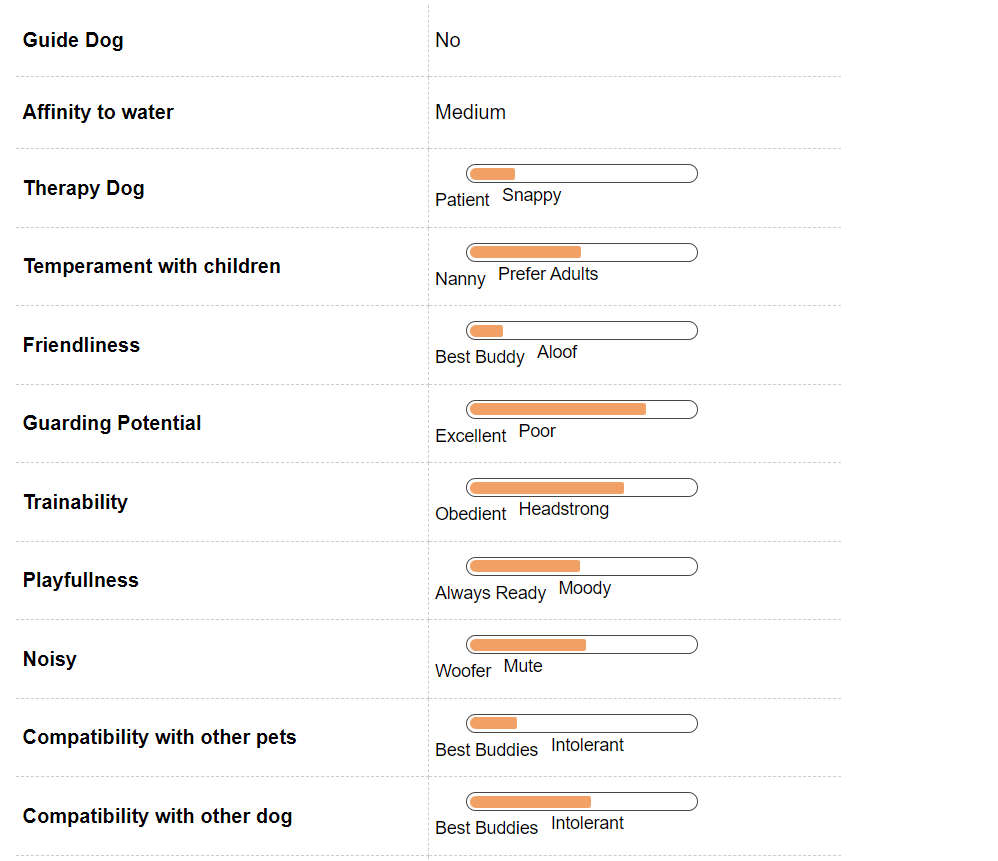 Guide Dog No
Affinity to water Medium
Therapy Dog
Patient Snappy
Temperament with children
Nanny Prefer Adults
Friendliness
Best Buddy Aloof
Guarding Potential
Excellent Poor
Trainability
Obedient Headstrong
Playfullness
Always Ready Moody
Noisy
Woofer Mute
Compatibility with other pets
Best Buddies Intolerant
Compatibility with other dog
Best Buddies Intolerant